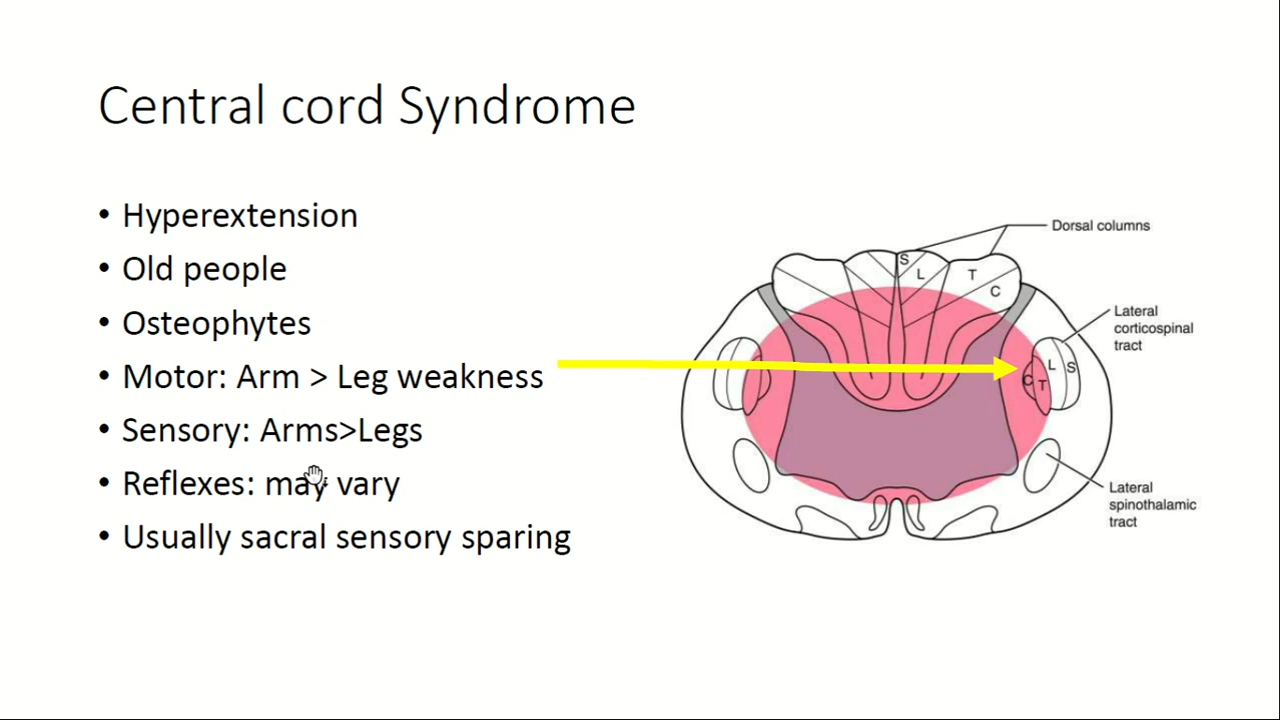 Central cord Syndrome
• Hyperextension
• Old people
• Osteophytes
• Motor: Arm > Leg weakness
• Sensory: Arms>Legs
• Reflexes: may vary
• Usually sacral sensory sparing
Dorsal columns
S
L
T
C
Lateral
corticospinal
tract
C
T
L
S
Lateral
spinothalamic
tract